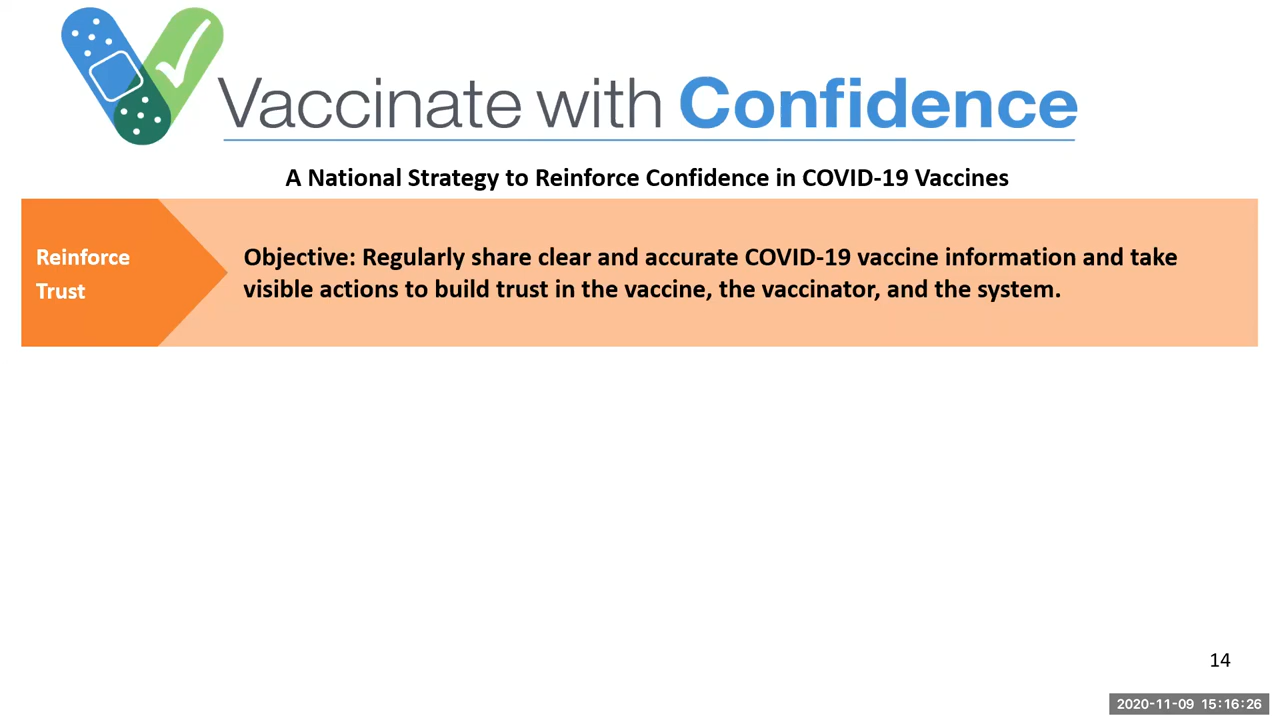 Vaccinate with Confidence
A National Strategy to Reinforce Confidence in COVID-19 Vaccines
Reinforce
Trust
Objective: Regularly share clear and accurate COVID-19 vaccine information and take
visible actions to build trust in the vaccine, the vaccinator, and the system.
14
2020-11-09 15:16:26